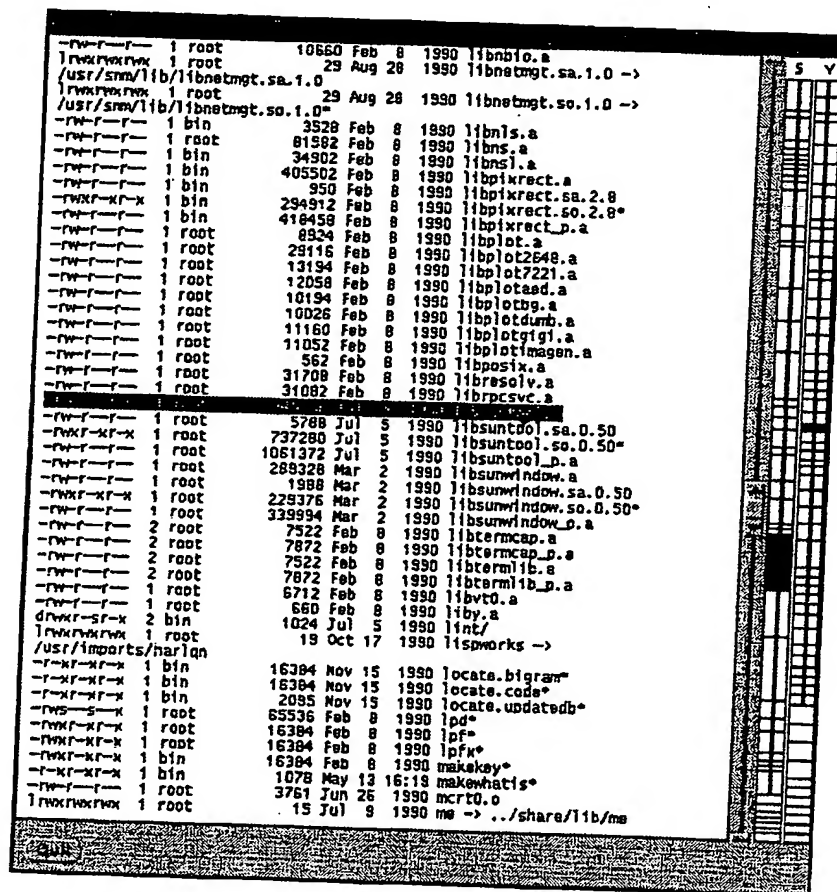 -rw-r--r-- 1 root 10660 Feb 8 1990 libnbio.a
lrwxrwxrwx 1 root 29 Aug 28 1990 libnetmgt.sa.1.0 ->
/usr/snm/lib/libnetmgt.sa.1.0
lrwxrwxrwx 1 root 29 Aug 28 1990 libnetmgt.so.1.0 ->
/usr/snm/lib/libnetmgt.so.1.0*
-rw-r--r-- 1 bin 3528 Feb 8 1990 libnls.a
-rw-r--r-- 1 root 81582 Feb 8 1990 libns.a
-rw-r--r-- 1 bin 34902 Feb 8 1990 libnsl.a
-rw-r--r-- 1 bin 405502 Feb 8 1990 libpixrect.a
-rw-r--r-- 1 bin 950 Feb 8 1990 libpixrect.sa.2.8
-rwxr-xr-x 1 bin 294912 Feb 8 1990 libpixrect.so.2.8*
-rw-r--r-- 1 bin 418458 Feb 8 1990 libpixrect_p.a
-rw-r--r-- 1 root 8924 Feb 8 1990 libplot.a
-rw-r--r-- 1 root 29116 Feb 8 1990 libplot2648.a
-rw-r--r-- 1 root 13194 Feb 8 1990 libplot7221.a
-rw-r--r-- 1 root 12058 Feb 8 1990 libplotaed.a
-rw-r--r-- 1 root 10194 Feb 8 1990 libplotbg.a
-rw-r--r-- 1 root 10026 Feb 8 1990 libplotdumb.a
-rw-r--r-- 1 root 11160 Feb 8 1990 libplotgigi.a
-rw-r--r-- 1 root 11052 Feb 8 1990 libplotimagen.a
-rw-r--r-- 1 root 562 Feb 8 1990 libposix.a
-rw-r--r-- 1 root 31708 Feb 8 1990 libresolv.a
-rw-r--r-- 1 root 31082 Feb 8 1990 librpcsvc.a
-rw-r--r-- 1 root 5788 Jul 5 1990 libsuntool.sa.0.50
-rwxr-xr-x 1 root 737280 Jul 5 1990 libsuntool.so.0.50*
-rw-r--r-- 1 root 1061372 Jul 5 1990 libsuntool_p.a
-rw-r--r-- 1 root 289328 Mar 2 1990 libsunwindow.a
-rw-r--r-- 1 root 1988 Mar 2 1990 libsunwindow.sa.0.50
-rwxr-xr-x 1 root 229376 Mar 2 1990 libsunwindow.so.0.50*
-rw-r--r-- 1 root 339994 Mar 2 1990 libsunwindow_p.a
-rw-r--r-- 2 root 7522 Feb 8 1990 libtermcap.a
-rw-r--r-- 2 root 7872 Feb 8 1990 libtermcap_p.a
-rw-r--r-- 2 root 7522 Feb 8 1990 libtermlib.a
-rw-r--r-- 2 root 7872 Feb 8 1990 libtermlib_p.a
-rw-r--r-- 1 root 6712 Feb 8 1990 libvt0.a
-rw-r--r-- 1 root 660 Feb 8 1990 liby.a
drwxr-sr-x 2 bin 1024 Jul 5 1990 lint/
lrwxrwxrwx 1 root 19 Oct 17 1990 lispworks ->
/usr/imports/harlqn
-r-xr-xr-x 1 bin 16384 Nov 15 1990 locate.bigram*
-r-xr-xr-x 1 bin 16384 Nov 15 1990 locate.code*
-r-xr-xr-x 1 bin 2095 Nov 15 1990 locate.updatedb*
-rws--s--x 1 root 65536 Feb 8 1990 lpd*
-rwxr-xr-x 1 root 16384 Feb 8 1990 lpf*
-rwxr-xr-x 1 root 16384 Feb 8 1990 lpfx*
-rwxr-xr-x 1 bin 16384 Feb 8 1990 makekey*
-r-xr-xr-x 1 bin 1078 May 13 16:19 makewhatis*
-rw-r--r-- 1 root 3761 Jun 26 1990 mcrt0.o
lrwxrwxrwx 1 root 15 Jul 9 1990 me -> ../share/lib/me
S Y